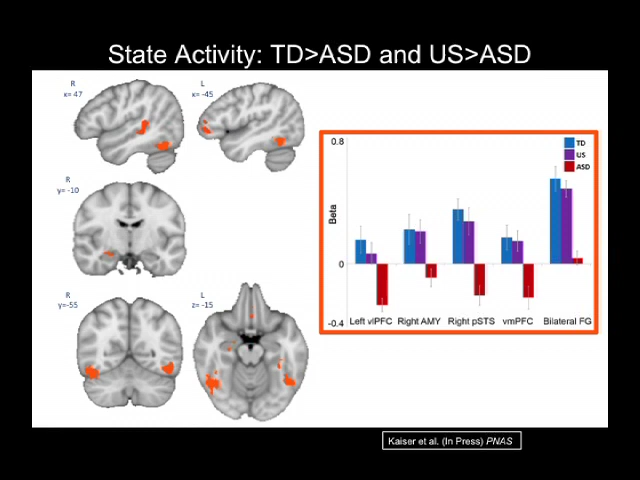 State Activity: TD>ASD and US>ASD
R
x= 47
L
x= -45
R
y= -10
R
y=-55
L
z= -15
0.8
TD
US
ASD
Beta
0
-0.4
Left vlPFC
Right AMY
Right pSTS
vmPFC
Bilateral FG
Kaiser et al. (In Press) PNAS